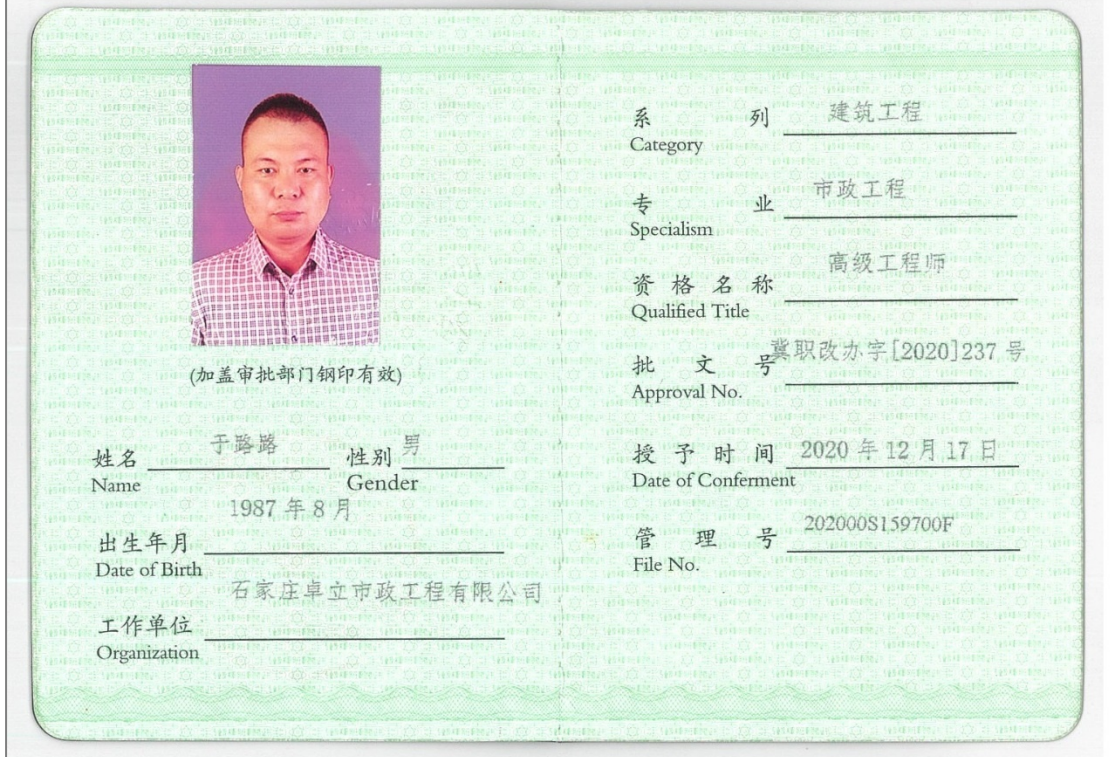 (加盖审批部门钢印有效)
姓名 于路路 性别 男
Name Gender
出生年月 1987 年 8 月
Date of Birth
工作单位 石家庄卓立市政工程有限公司
Organization
系列 建筑工程
Category
专业 市政工程
Specialism
资格名称 高级工程师
Qualified Title
批文号 冀职改办字[2020]237 号
Approval No.
授予时间 2020 年 12 月 17 日
Date of Conferment
管理号 202000S159700F
File No.